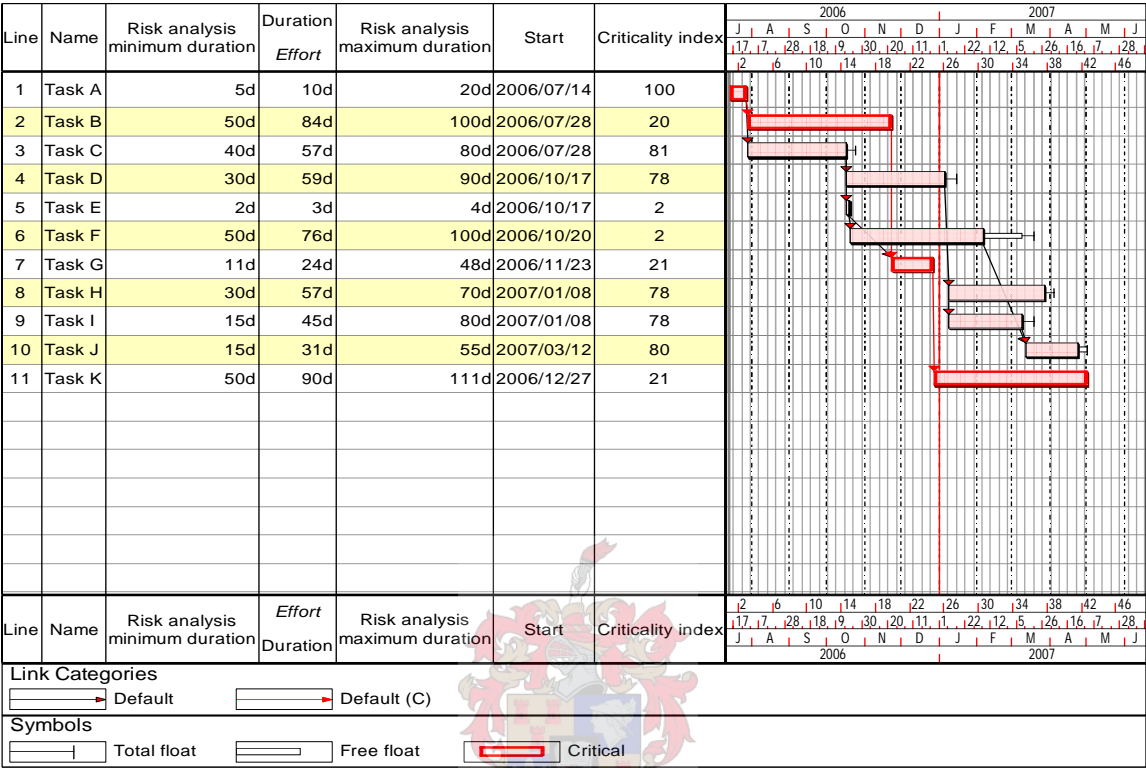 Line Name Risk analysis minimum duration Duration Effort Risk analysis maximum duration Start Criticality index
2006 2007
J A S O N D J F M A M J
17 7 28 18 9 30 20 11 1 22 12 5 26 16 7 28
2 6 10 14 18 22 26 30 34 38 42 46
1 Task A 5d 10d 20d 2006/07/14 100
2 Task B 50d 84d 100d 2006/07/28 20
3 Task C 40d 57d 80d 2006/07/28 81
4 Task D 30d 59d 90d 2006/10/17 78
5 Task E 2d 3d 4d 2006/10/17 2
6 Task F 50d 76d 100d 2006/10/20 2
7 Task G 11d 24d 48d 2006/11/23 21
8 Task H 30d 57d 70d 2007/01/08 78
9 Task I 15d 45d 80d 2007/01/08 78
10 Task J 15d 31d 55d 2007/03/12 80
11 Task K 50d 90d 111d 2006/12/27 21
Line Name Risk analysis minimum duration Effort Duration Risk analysis maximum duration Start Criticality index
2 6 10 14 18 22 26 30 34 38 42 46
17 7 28 18 9 30 20 11 1 22 12 5 26 16 7 28
J A S O N D J F M A M J
2006 2007
Link Categories
Default Default (C)
Symbols
Total float Free float Critical